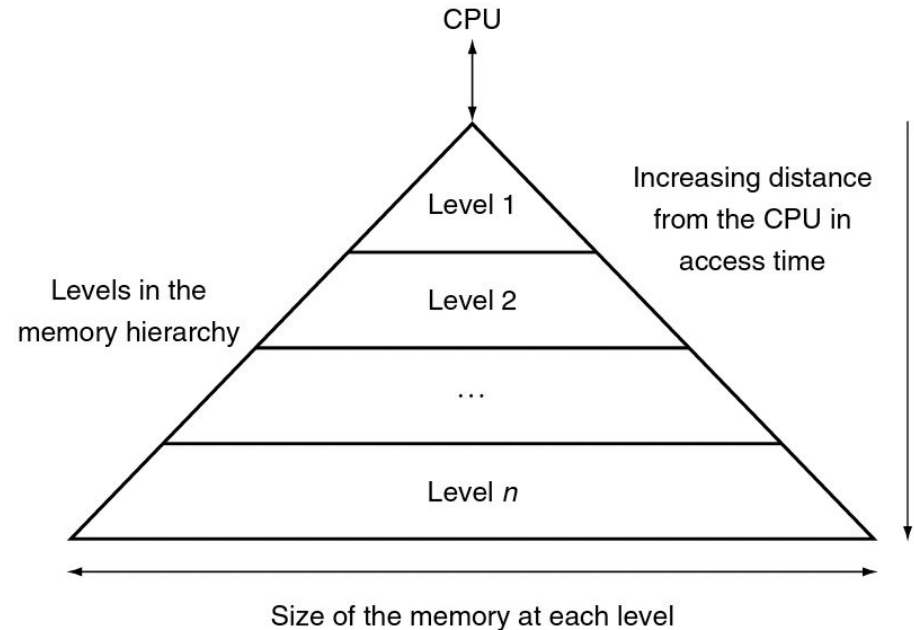 CPU
Level 1
Increasing distance
from the CPU in
access time
Levels in the
memory hierarchy
Level 2
...
Level n
Size of the memory at each level